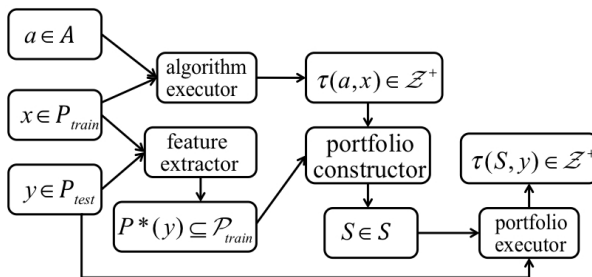 a ∈ A
algorithm
executor
τ(a,x) ∈ Z⁺
x ∈ P_train
feature
extractor
portfolio
constructor
τ(S,y) ∈ Z⁺
y ∈ P_test
P*(y) ⊆ P_train
S ∈ S
portfolio
executor